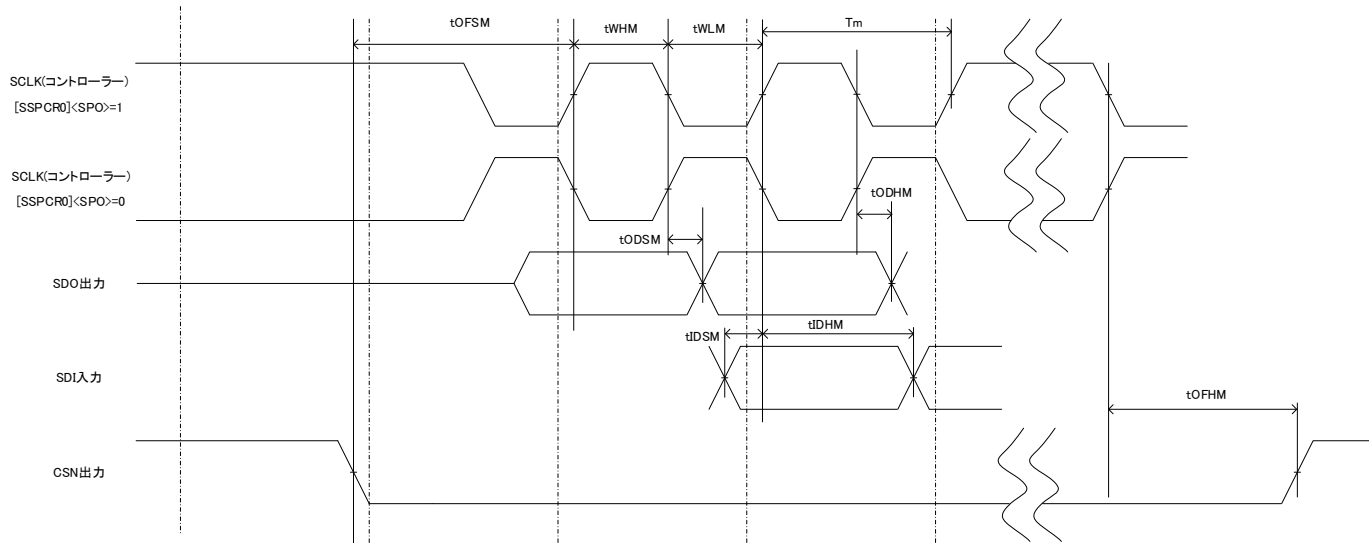 tOFSM
tWHM
tWLM
Tm
SCLK(コントローラー)
[SSPCR0]<SPO>=1
SCLK(コントローラー)
[SSPCR0]<SPO>=0
tODHM
tODSM
SDO出力
tIDSM
tIDHM
SDI入力
tOFHM
CSN出力